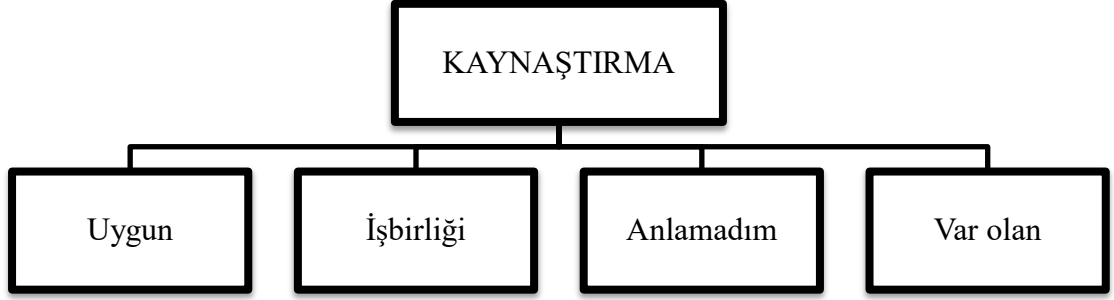 KAYNAŞTIRMA
Uygun
İşbirliği
Anlamadım
Var olan